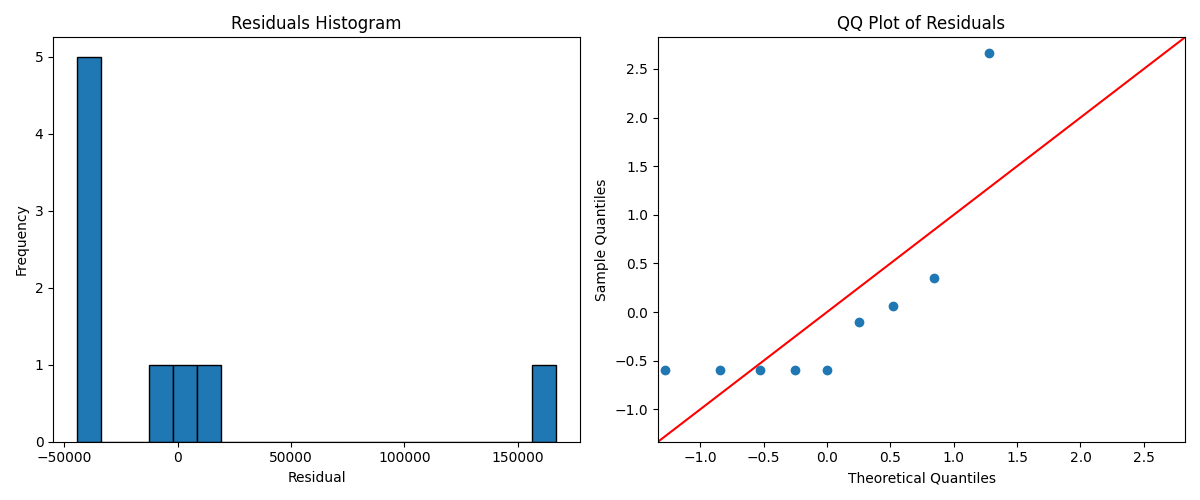 Residuals Histogram
5
4
3
2
1
0
Frequency
−50000 0 50000 100000 150000
Residual
QQ Plot of Residuals
2.5
2.0
1.5
1.0
0.5
0.0
−0.5
−1.0
Sample Quantiles
−1.0 −0.5 0.0 0.5 1.0 1.5 2.0 2.5
Theoretical Quantiles